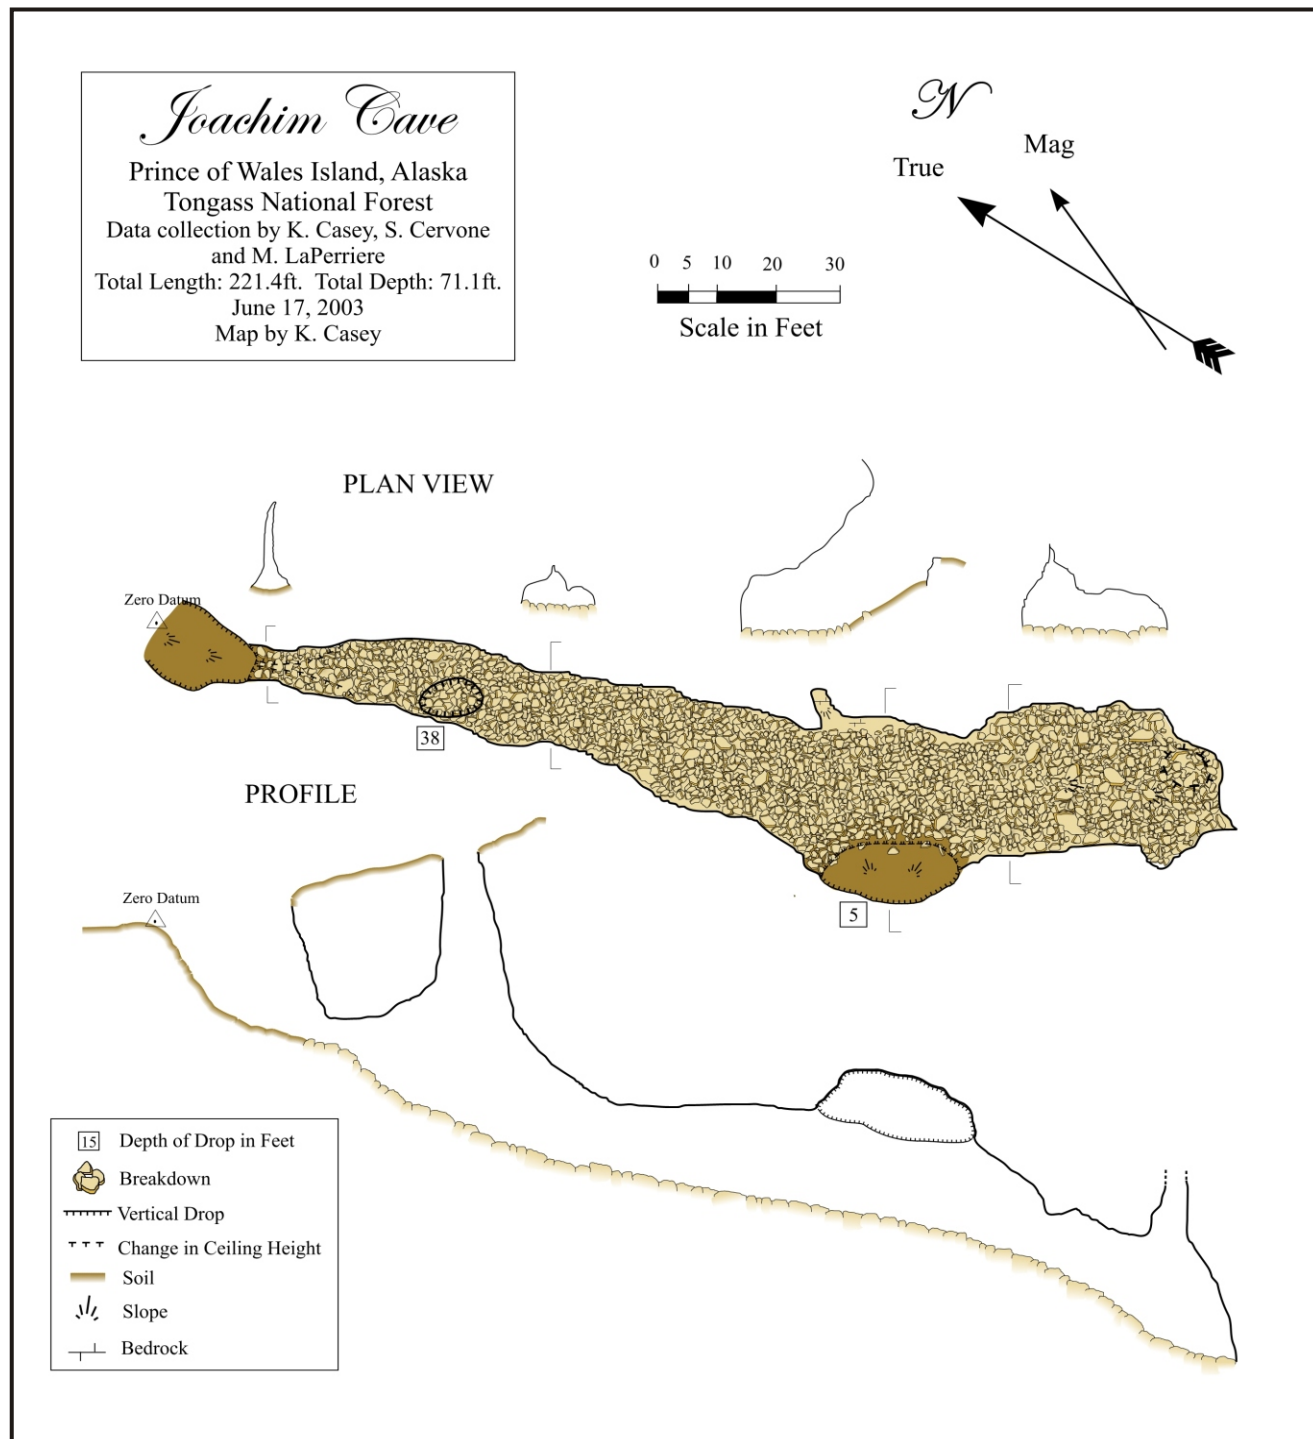 Joachim Cave
Prince of Wales Island, Alaska
Tongass National Forest
Data collection by K. Casey, S. Cervone
and M. LaPerriere
Total Length: 221.4ft. Total Depth: 71.1ft.
June 17, 2003
Map by K. Casey
N
True
Mag
0 5 10 20 30
Scale in Feet
PLAN VIEW
Zero Datum
38
5
PROFILE
Zero Datum
15 Depth of Drop in Feet
Breakdown
Vertical Drop
Change in Ceiling Height
Soil
Slope
Bedrock